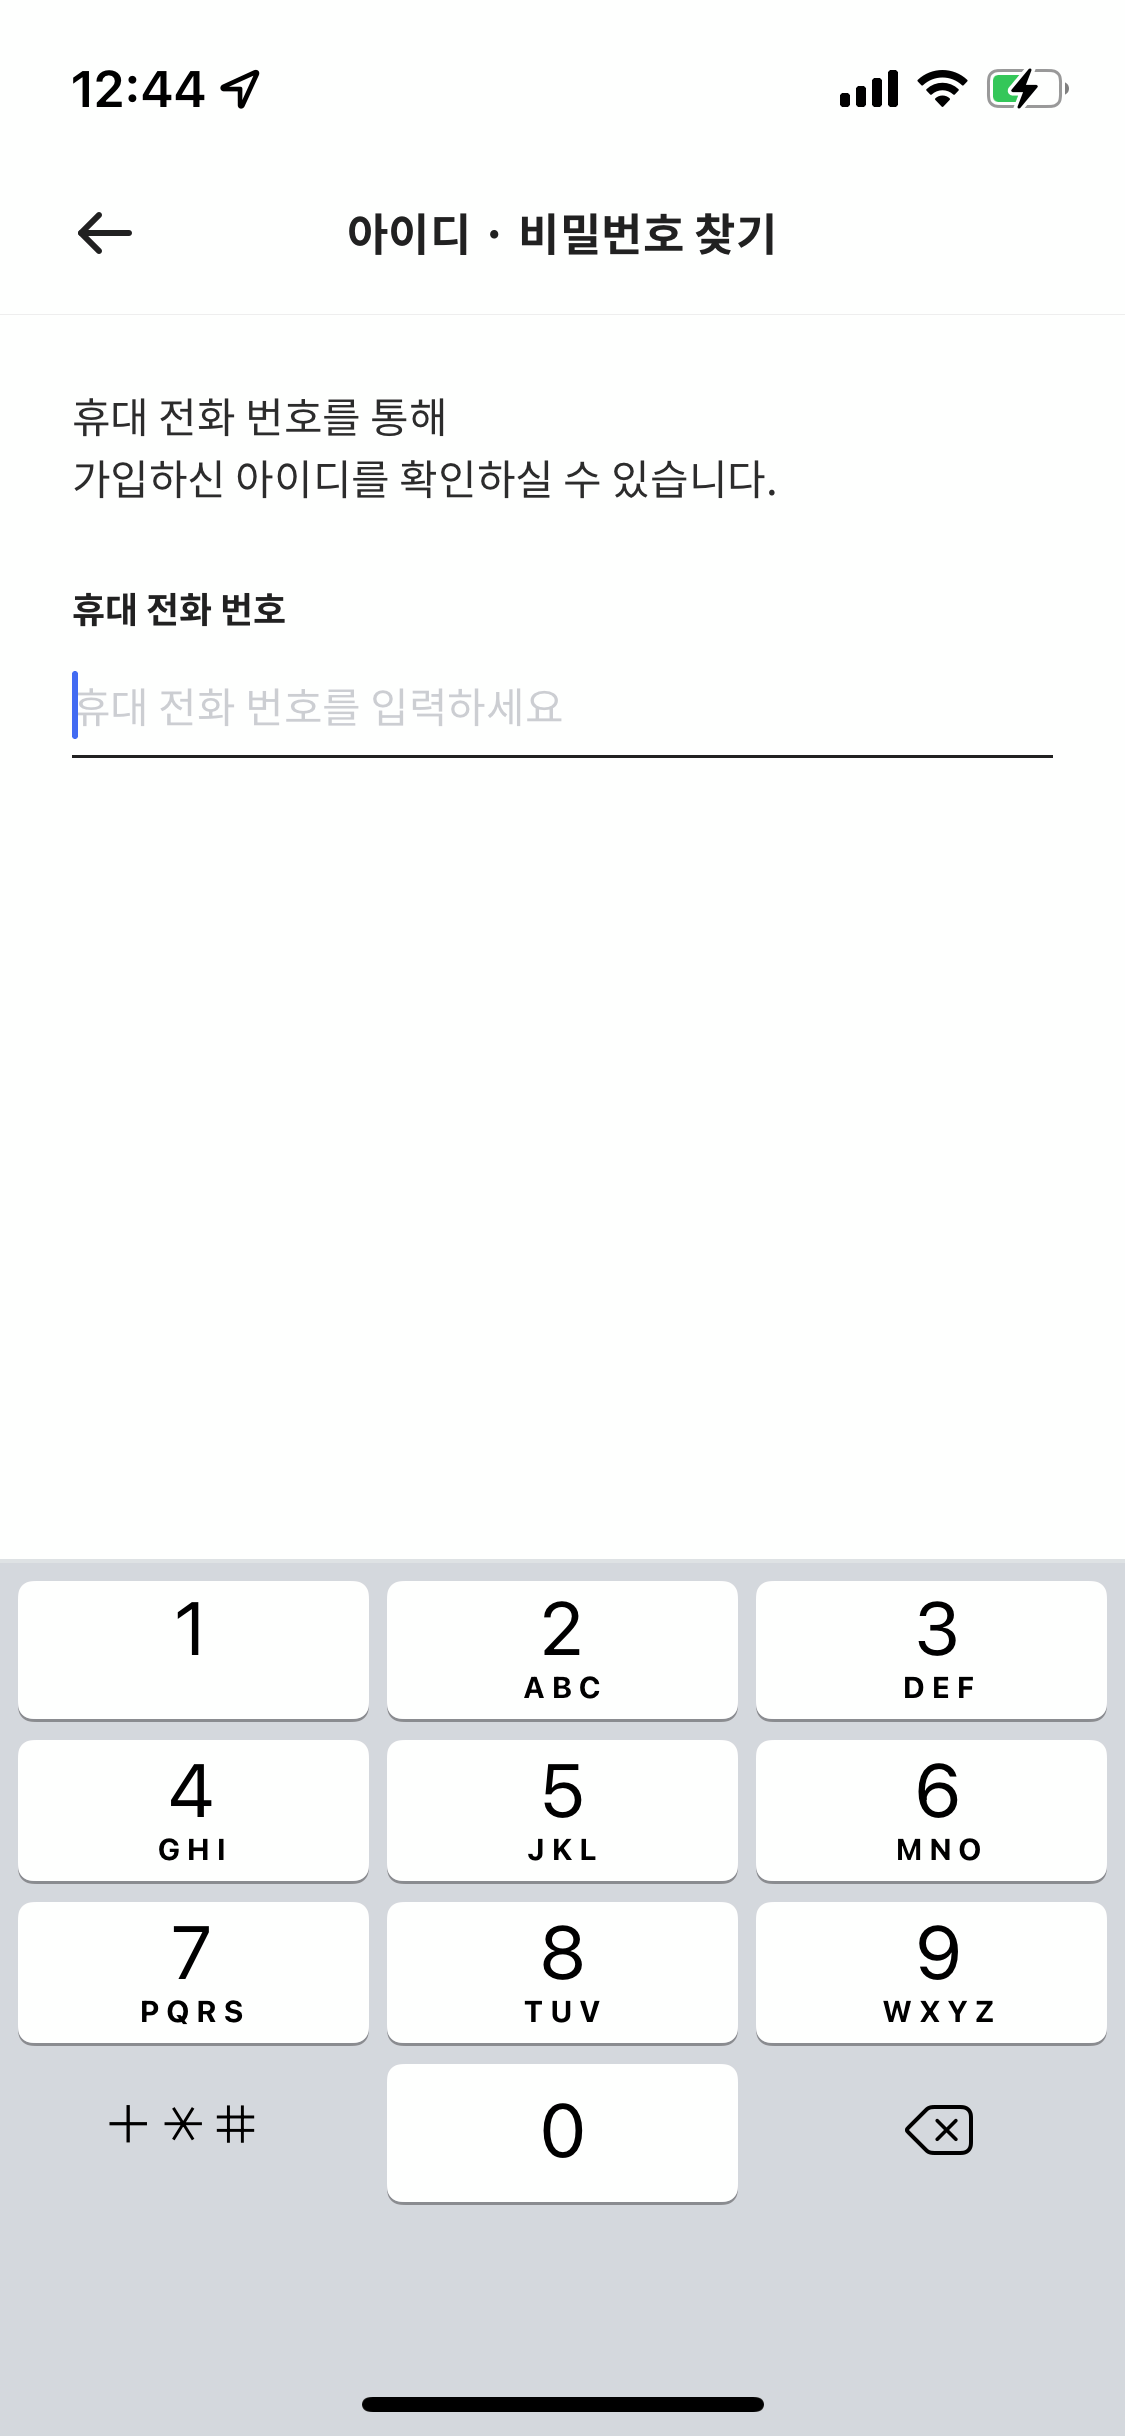 12:44
아이디 · 비밀번호 찾기
휴대 전화 번호를 통해
가입하신 아이디를 확인하실 수 있습니다.
휴대 전화 번호
휴대 전화 번호를 입력하세요
1
2
ABC
3
DEF
4
GHI
5
JKL
6
MNO
7
PQRS
8
TUV
9
WXYZ
+*#
0